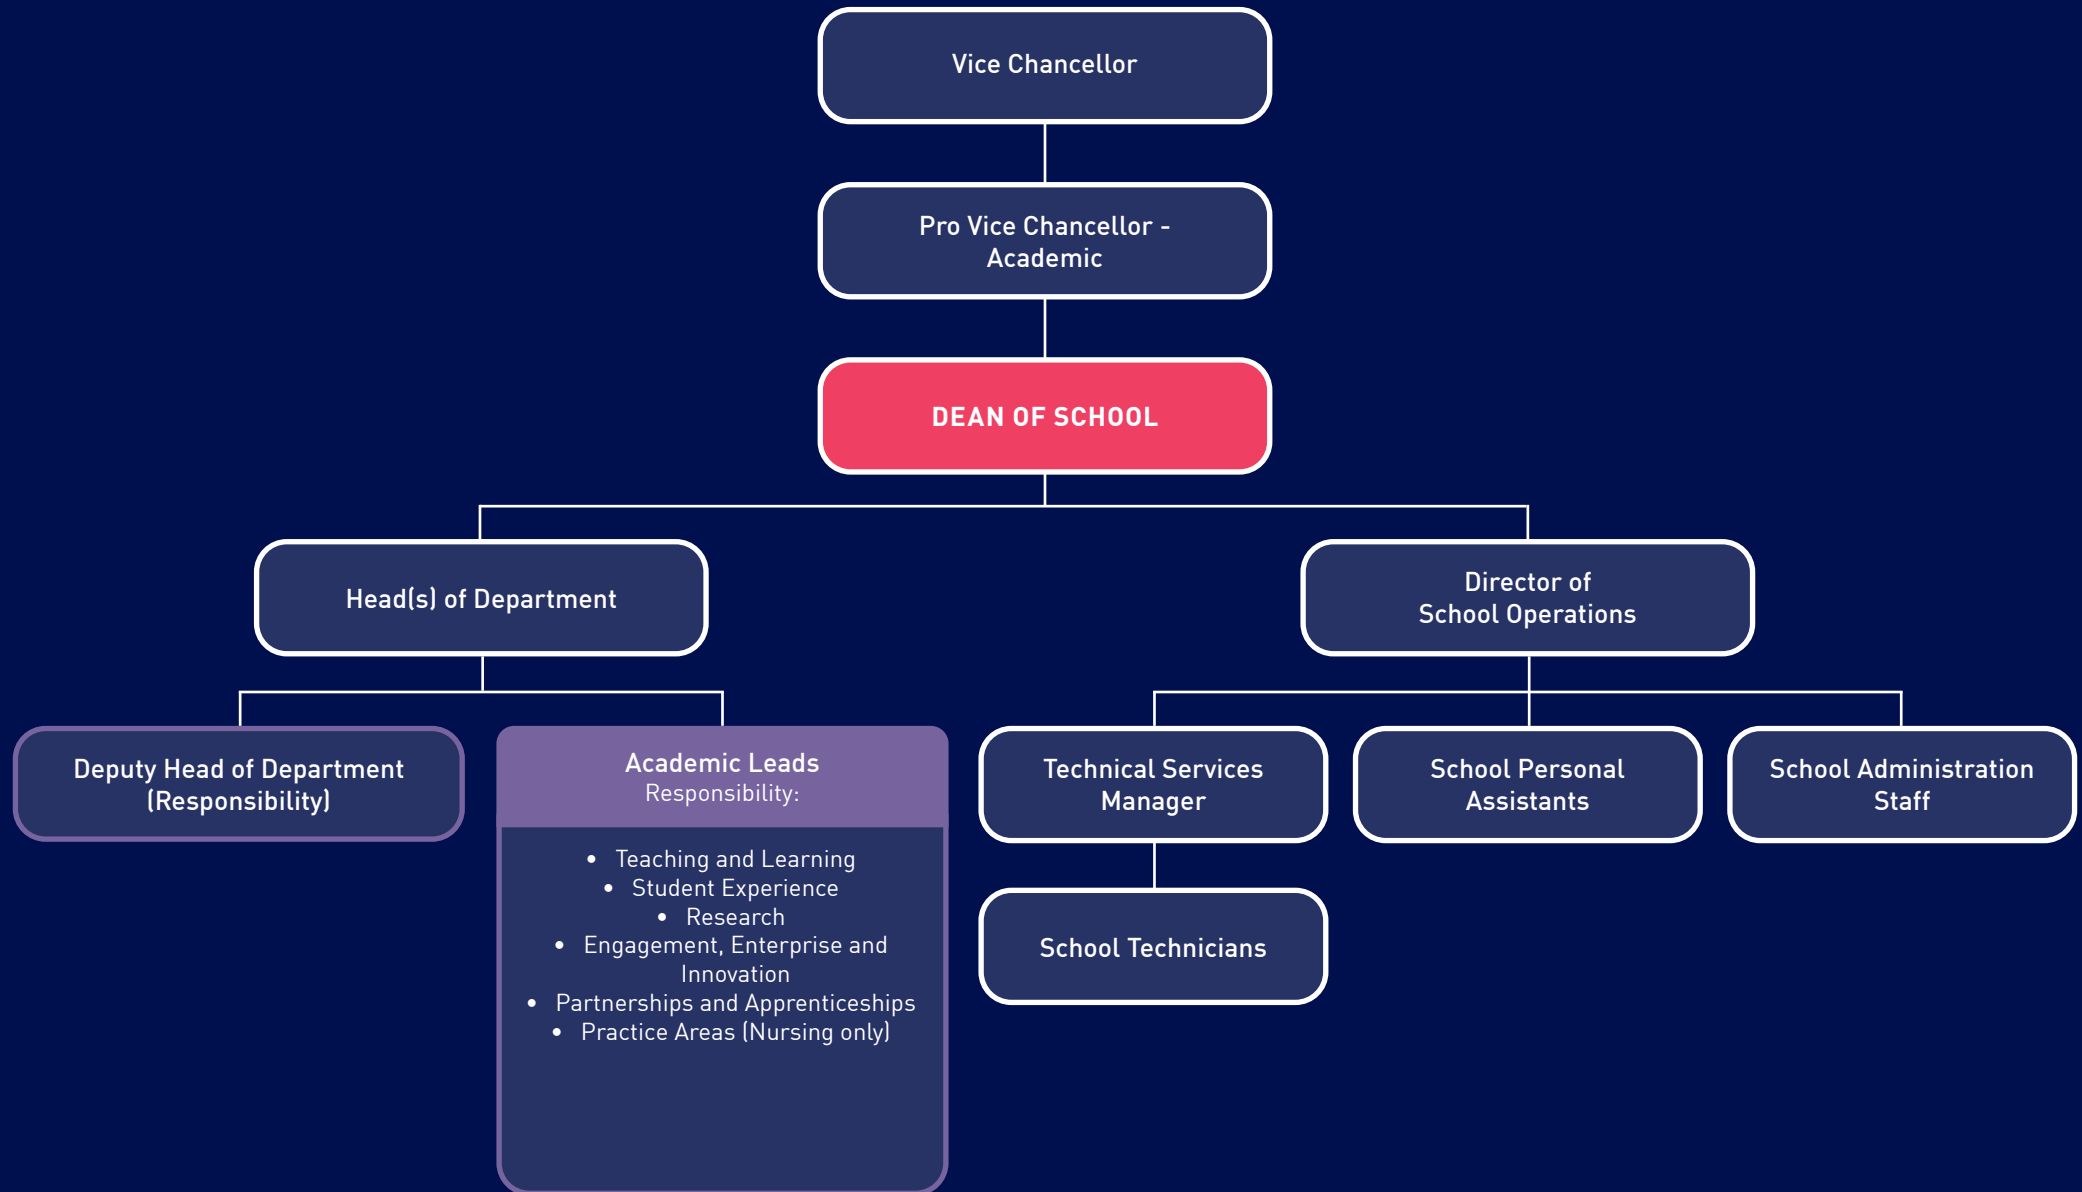 Vice Chancellor
Pro Vice Chancellor -
Academic
DEAN OF SCHOOL
Head(s) of Department
Director of
School Operations
Deputy Head of Department
(Responsibility)
Academic Leads
Responsibility:
• Teaching and Learning
• Student Experience
• Research
• Engagement, Enterprise and
Innovation
• Partnerships and Apprenticeships
• Practice Areas (Nursing only)
Technical Services
Manager
School Personal
Assistants
School Administration
Staff
School Technicians